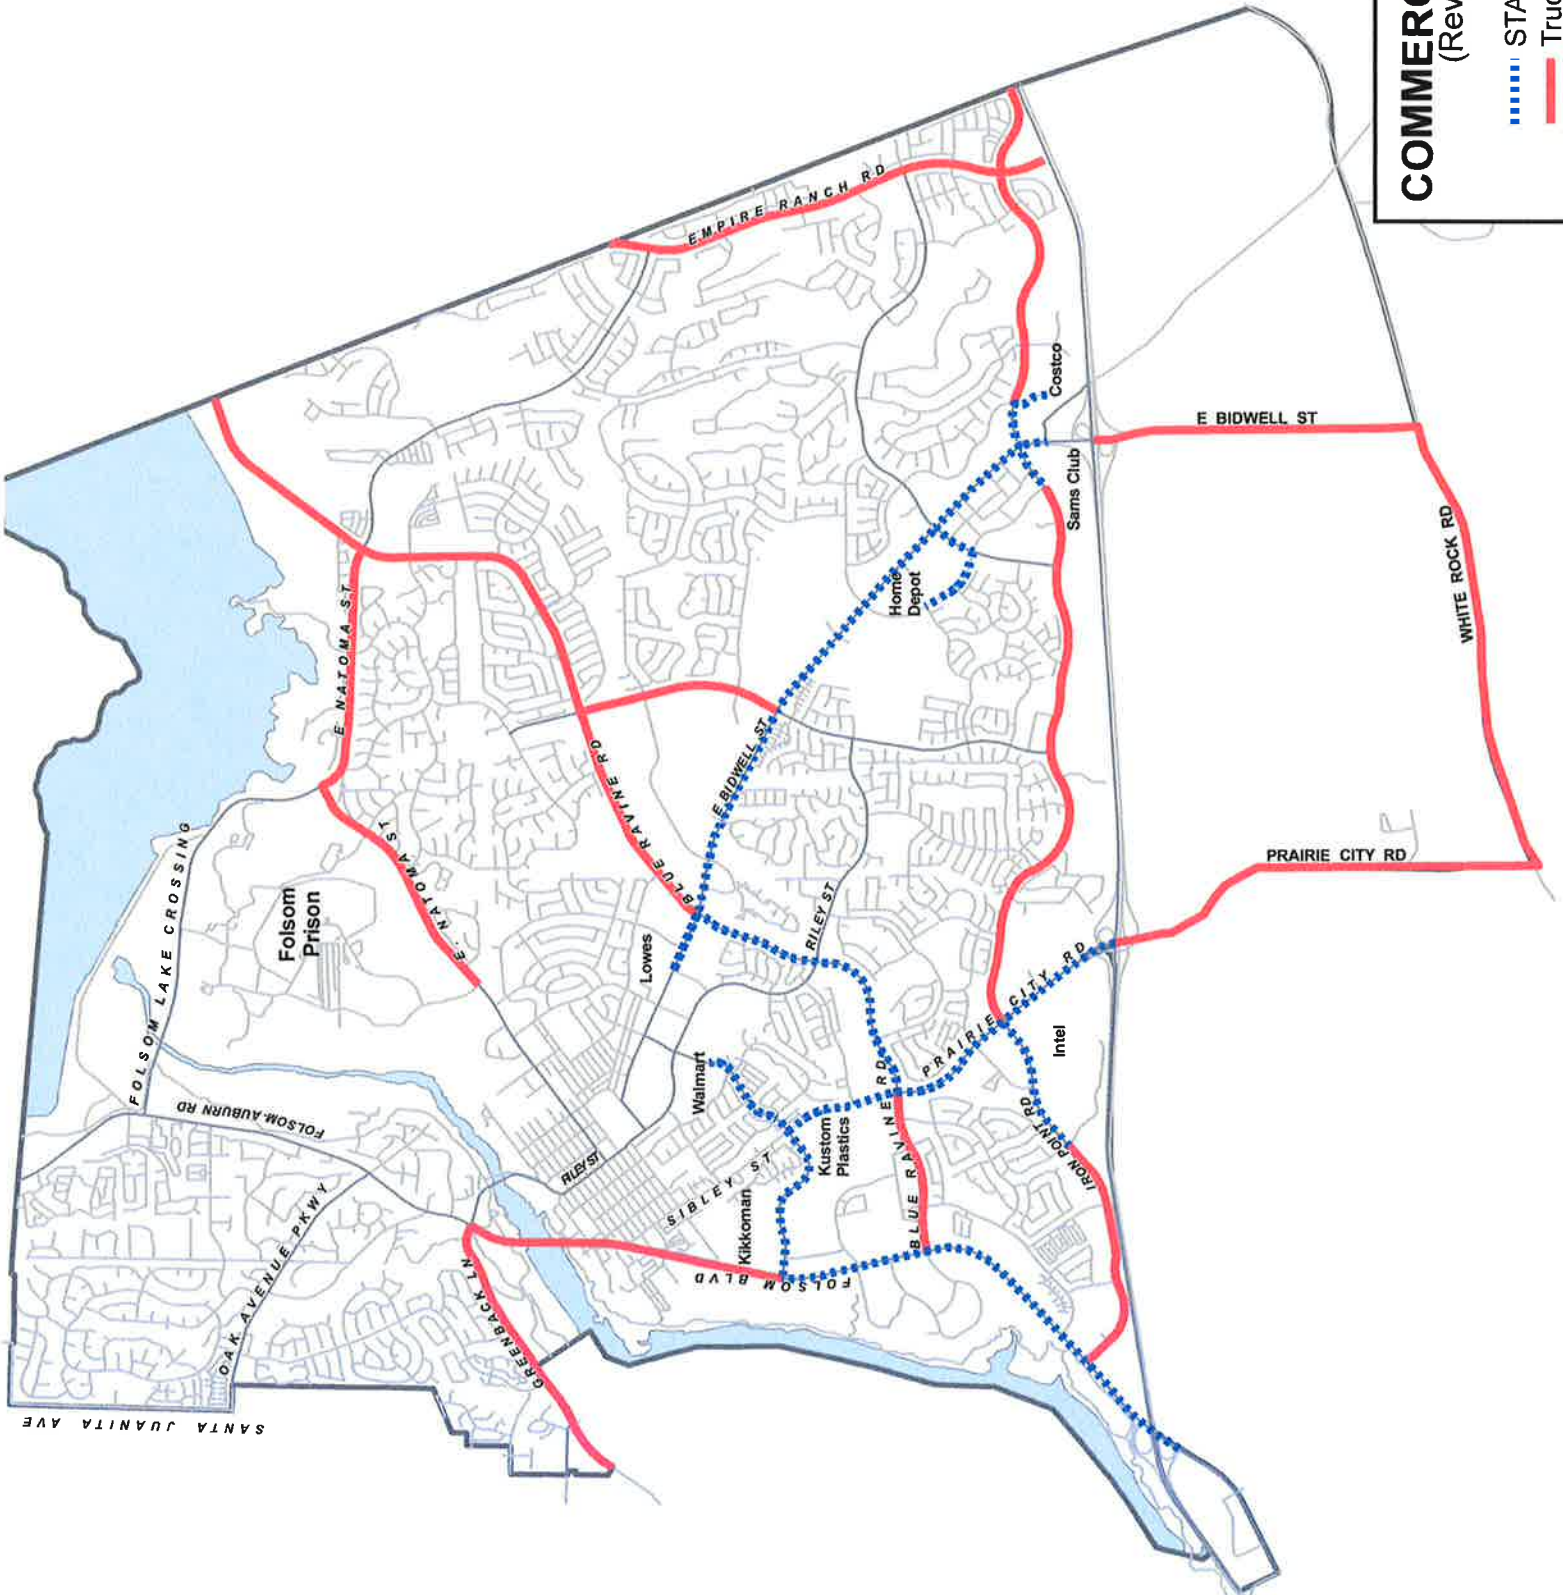 COMMERC
(Rev
STA
Truc
EMPIRE RANCH RD
Costco
E BIDWELL ST
Sams Club
WHITE ROCK RD
Home
Depot
E NATOMA ST
E BIDWELL ST
BLUE RAVINE RD
FOLSOM LAKE CROSSING
E. NATOMA ST
Folsom
Prison
PRAIRIE CITY RD
Lowes
RILEY ST
PRAIRIE CITY RD
Intel
FOLSOM-AUBURN RD
Walmart
BLUE RAVINE RD
IRON POINT RD
RILEY ST
SIBLEY ST
Kustom
Plastics
Kikkoman
OAK AVENUE PKWY
GREENBACK LN
FOLSOM BLVD
SANTA JUANITA AVE